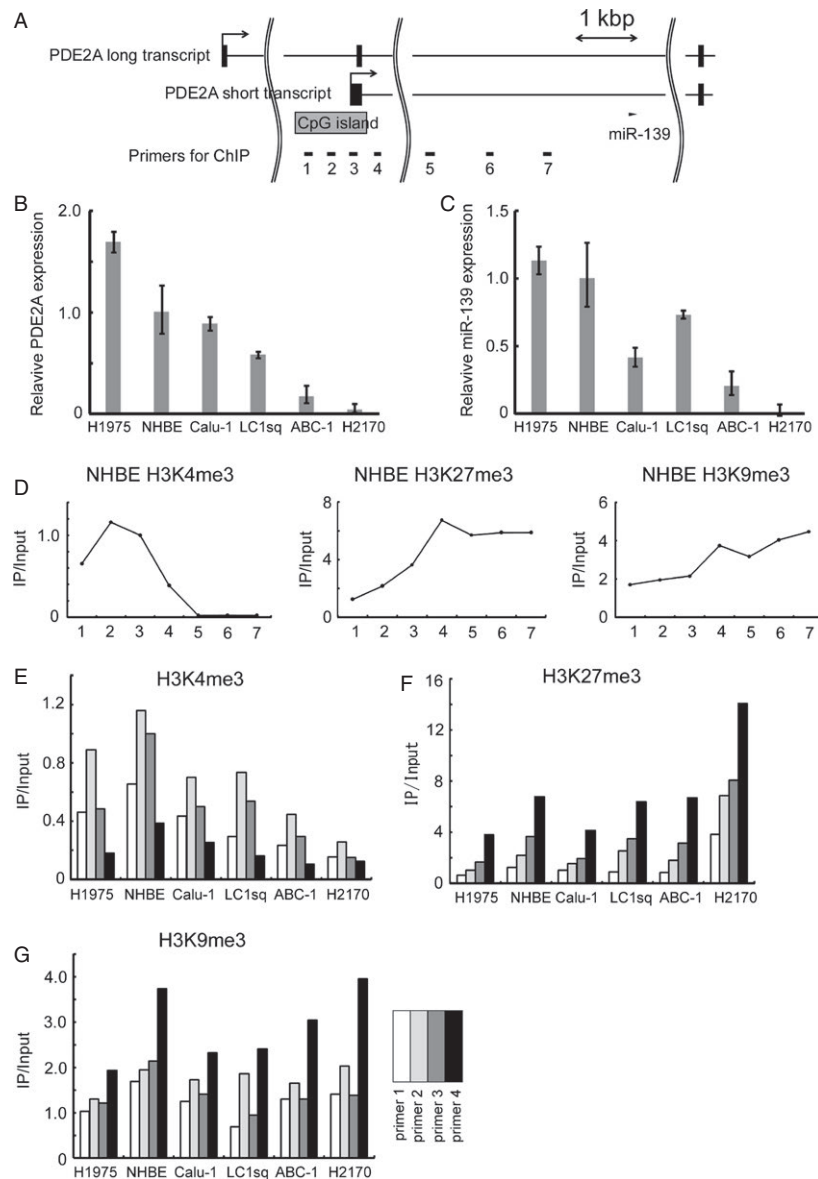 A
1 kbp
PDE2A long transcript
PDE2A short transcript
CpG island
miR-139
Primers for ChIP
1 2 3 4 5 6 7
B
Relavive PDE2A expression
2.0
1.0
0
H1975 NHBE Calu-1 LC1sq ABC-1 H2170
C
Relavive miR-139 expression
1.5
1.0
0.5
0
H1975 NHBE Calu-1 LC1sq ABC-1 H2170
D
NHBE H3K4me3
IP/Input
1.0
0
1 2 3 4 5 6 7
NHBE H3K27me3
IP/Input
8
4
0
1 2 3 4 5 6 7
NHBE H3K9me3
IP/Input
6
4
2
0
1 2 3 4 5 6 7
E
H3K4me3
IP/Input
1.2
0.8
0.4
0
H1975 NHBE Calu-1 LC1sq ABC-1 H2170
F
H3K27me3
IP/Input
16
12
8
4
0
H1975 NHBE Calu-1 LC1sq ABC-1 H2170
G
H3K9me3
IP/Input
4.0
3.0
2.0
1.0
0
H1975 NHBE Calu-1 LC1sq ABC-1 H2170
primer 1
primer 2
primer 3
primer 4